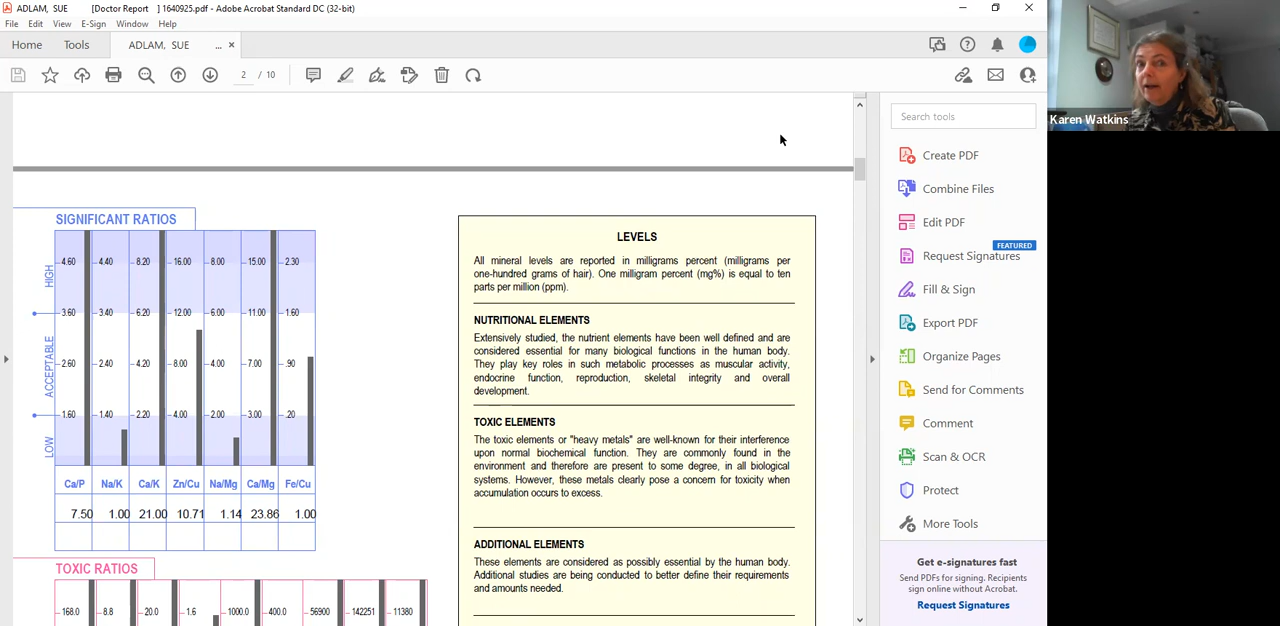 ADLAM, SUE [Doctor Report ] 1640925.pdf - Adobe Acrobat Standard DC (32-bit)
File Edit View E-Sign Window Help
Home Tools ADLAM, SUE ... ×
2 / 10
Search tools
Karen Watkins
Create PDF
Combine Files
Edit PDF
FEATURED
Request Signatures
Fill & Sign
Export PDF
Organize Pages
Send for Comments
Comment
Scan & OCR
Protect
More Tools
Get e-signatures fast
Send PDFs for signing. Recipients
sign online without Acrobat.
Request Signatures
SIGNIFICANT RATIOS
HIGH
ACCEPTABLE
LOW
4.60 4.40 8.20 16.00 8.00 15.00 2.30
3.60 3.40 6.20 12.00 6.00 11.00 1.60
2.60 2.40 4.20 8.00 4.00 7.00 .90
1.60 1.40 2.20 4.00 2.00 3.00 .20
Ca/P Na/K Ca/K Zn/Cu Na/Mg Ca/Mg Fe/Cu
7.50 1.00 21.00 10.71 1.14 23.86 1.00
TOXIC RATIOS
168.0 8.8 20.0 1.6 1000.0 400.0 56900 142251 11380
LEVELS
All mineral levels are reported in milligrams percent (milligrams per
one-hundred grams of hair). One milligram percent (mg%) is equal to ten
parts per million (ppm).
NUTRITIONAL ELEMENTS
Extensively studied, the nutrient elements have been well defined and are
considered essential for many biological functions in the human body.
They play key roles in such metabolic processes as muscular activity,
endocrine function, reproduction, skeletal integrity and overall
development.
TOXIC ELEMENTS
The toxic elements or "heavy metals" are well-known for their interference
upon normal biochemical function. They are commonly found in the
environment and therefore are present to some degree, in all biological
systems. However, these metals clearly pose a concern for toxicity when
accumulation occurs to excess.
ADDITIONAL ELEMENTS
These elements are considered as possibly essential by the human body.
Additional studies are being conducted to better define their requirements
and amounts needed.